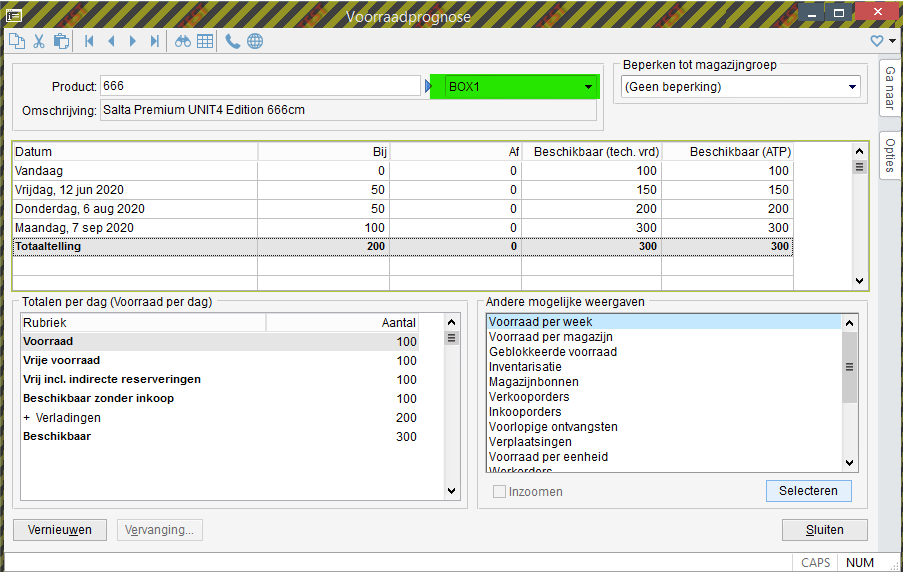 Voorraadprognose
Product: 666 BOX1
Omschrijving: Salta Premium UNIT4 Edition 666cm
Beperken tot magazijngroep
(Geen beperking)
Ga naar
Opties
Datum Bij Af Beschikbaar (tech. vrd) Beschikbaar (ATP)
Vandaag 0 0 100 100
Vrijdag, 12 jun 2020 50 0 150 150
Donderdag, 6 aug 2020 50 0 200 200
Maandag, 7 sep 2020 100 0 300 300
Totaaltelling 200 0 300 300
Totalen per dag (Voorraad per dag)
Rubriek Aantal
Voorraad 100
Vrije voorraad 100
Vrij incl. indirecte reserveringen 100
Beschikbaar zonder inkoop 100
+ Verladingen 200
Beschikbaar 300
Andere mogelijke weergaven
Voorraad per week
Voorraad per magazijn
Geblokkeerde voorraad
Inventarisatie
Magazijnbonnen
Verkooporders
Inkooporders
Voorlopige ontvangsten
Verplaatsingen
Voorraad per eenheid
Werkorders
Inzoomen
Selecteren
Vernieuwen
Vervanging...
Sluiten
CAPS NUM